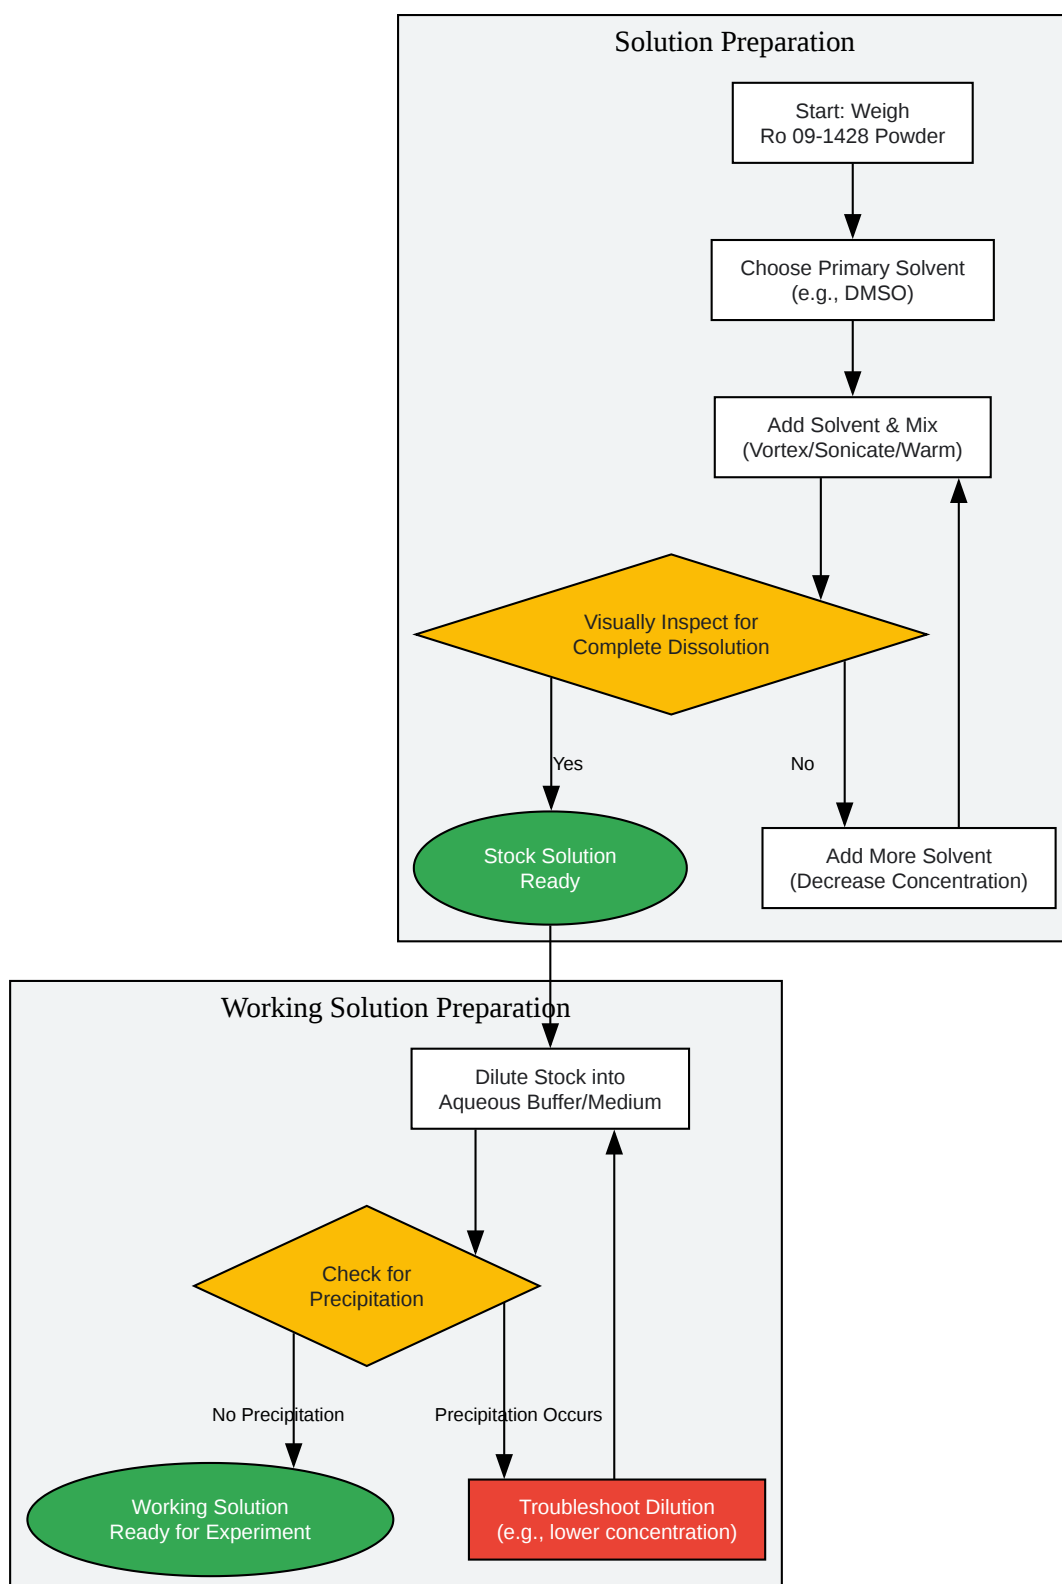 Solution Preparation
Start: Weigh
Ro 09-1428 Powder
Choose Primary Solvent
(e.g., DMSO)
Add Solvent & Mix
(Vortex/Sonicate/Warm)
Visually Inspect for
Complete Dissolution
Yes
No
Stock Solution
Ready
Add More Solvent
(Decrease Concentration)
Working Solution Preparation
Dilute Stock into
Aqueous Buffer/Medium
Check for
Precipitation
No Precipitation
Precipitation Occurs
Working Solution
Ready for Experiment
Troubleshoot Dilution
(e.g., lower concentration)